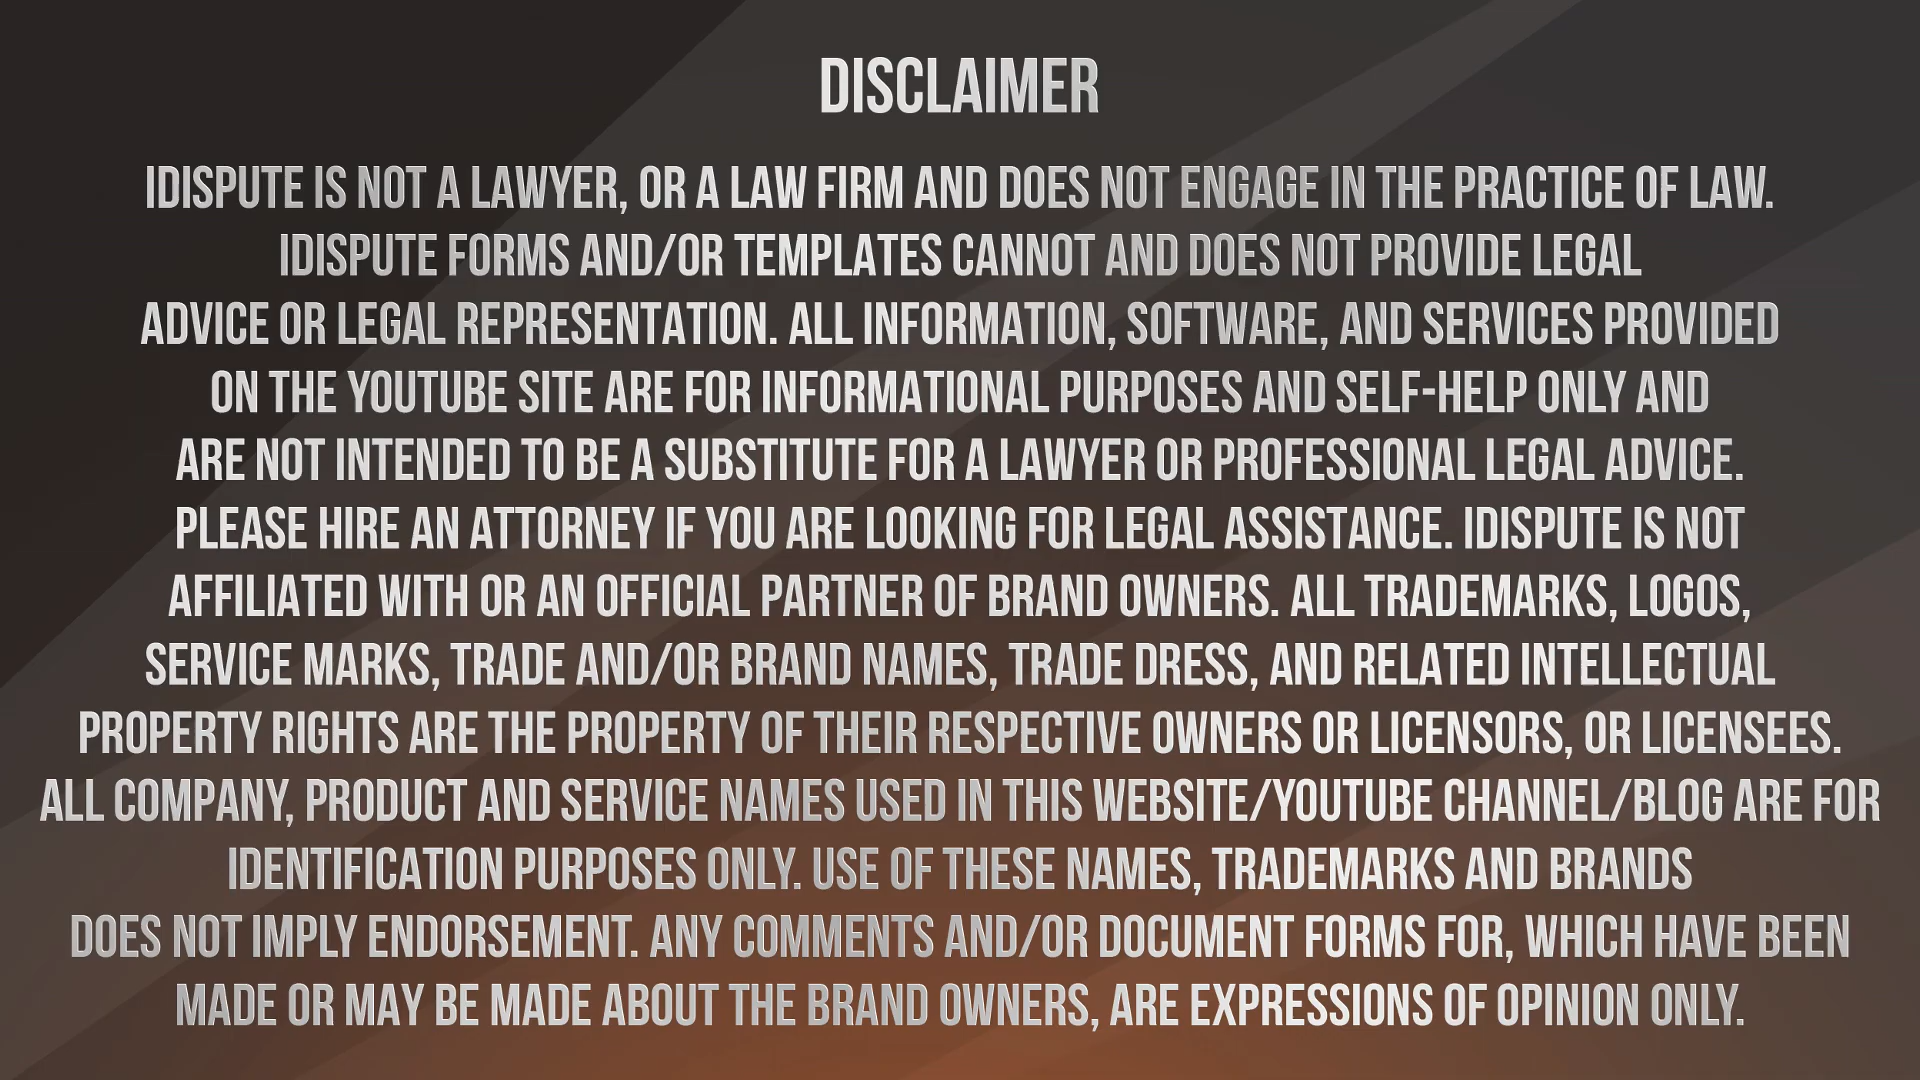 DISCLAIMER
IDISPUTE IS NOT A LAWYER, OR A LAW FIRM AND DOES NOT ENGAGE IN THE PRACTICE OF LAW.
IDISPUTE FORMS AND/OR TEMPLATES CANNOT AND DOES NOT PROVIDE LEGAL
ADVICE OR LEGAL REPRESENTATION. ALL INFORMATION, SOFTWARE, AND SERVICES PROVIDED
ON THE YOUTUBE SITE ARE FOR INFORMATIONAL PURPOSES AND SELF-HELP ONLY AND
ARE NOT INTENDED TO BE A SUBSTITUTE FOR A LAWYER OR PROFESSIONAL LEGAL ADVICE.
PLEASE HIRE AN ATTORNEY IF YOU ARE LOOKING FOR LEGAL ASSISTANCE. IDISPUTE IS NOT
AFFILIATED WITH OR AN OFFICIAL PARTNER OF BRAND OWNERS. ALL TRADEMARKS, LOGOS,
SERVICE MARKS, TRADE AND/OR BRAND NAMES, TRADE DRESS, AND RELATED INTELLECTUAL
PROPERTY RIGHTS ARE THE PROPERTY OF THEIR RESPECTIVE OWNERS OR LICENSORS, OR LICENSEES.
ALL COMPANY, PRODUCT AND SERVICE NAMES USED IN THIS WEBSITE/YOUTUBE CHANNEL/BLOG ARE FOR
IDENTIFICATION PURPOSES ONLY. USE OF THESE NAMES, TRADEMARKS AND BRANDS
DOES NOT IMPLY ENDORSEMENT. ANY COMMENTS AND/OR DOCUMENT FORMS FOR, WHICH HAVE BEEN
MADE OR MAY BE MADE ABOUT THE BRAND OWNERS, ARE EXPRESSIONS OF OPINION ONLY.